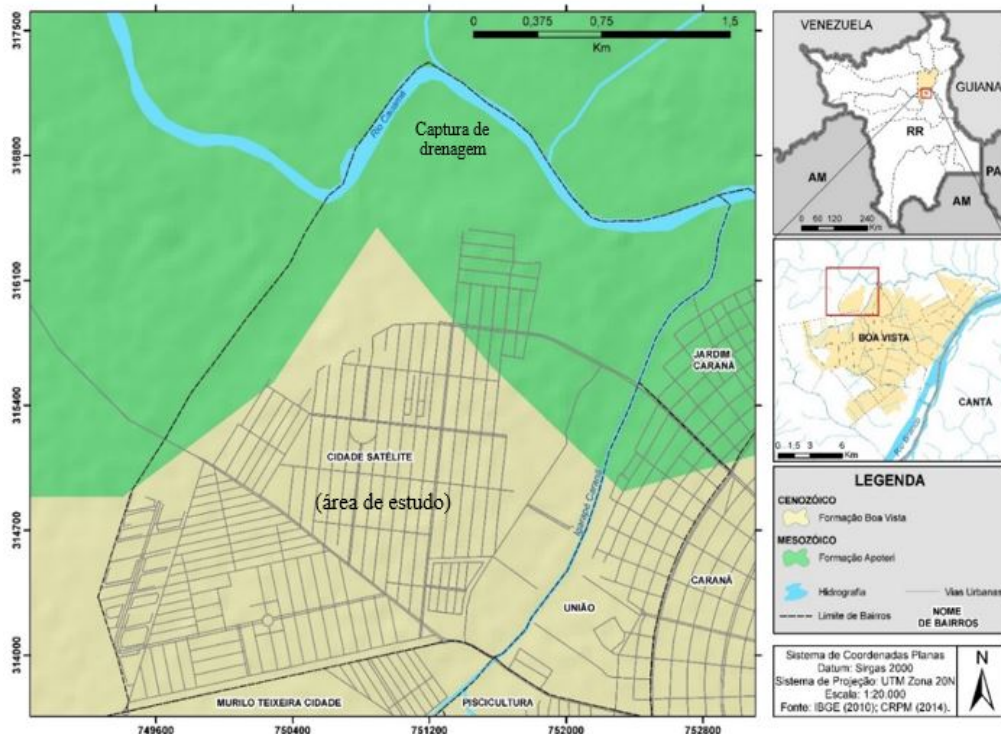 317500
316800
316100
315400
314700
314000
749600
750400
751200
752000
752800
0 0,375 0,75 1,5
Km
Rio Cauamé
Captura de
drenagem
JARDIM
CARANÃ
CIDADE SATÉLITE
(área de estudo)
Igarapé Caranã
CARANÃ
UNIÃO
MURILO TEIXEIRA CIDADE
PISCICULTURA
VENEZUELA
GUIANA
RR
AM
PA
AM
0 60 120 240
Km
BOA VISTA
CANTÁ
Rio Branco
0 1,5 3 6
Km
LEGENDA
CENOZÓICO
Formação Boa Vista
MESOZÓICO
Formação Apoteri
Hidrografia
Vias Urbanas
Limite de Bairros
NOME
DE BAIRROS
Sistema de Coordenadas Planas
Datum: Sirgas 2000
Sistema de Projeção: UTM Zona 20N
Escala: 1:20.000
Fonte: IBGE (2010); CRPM (2014).
N